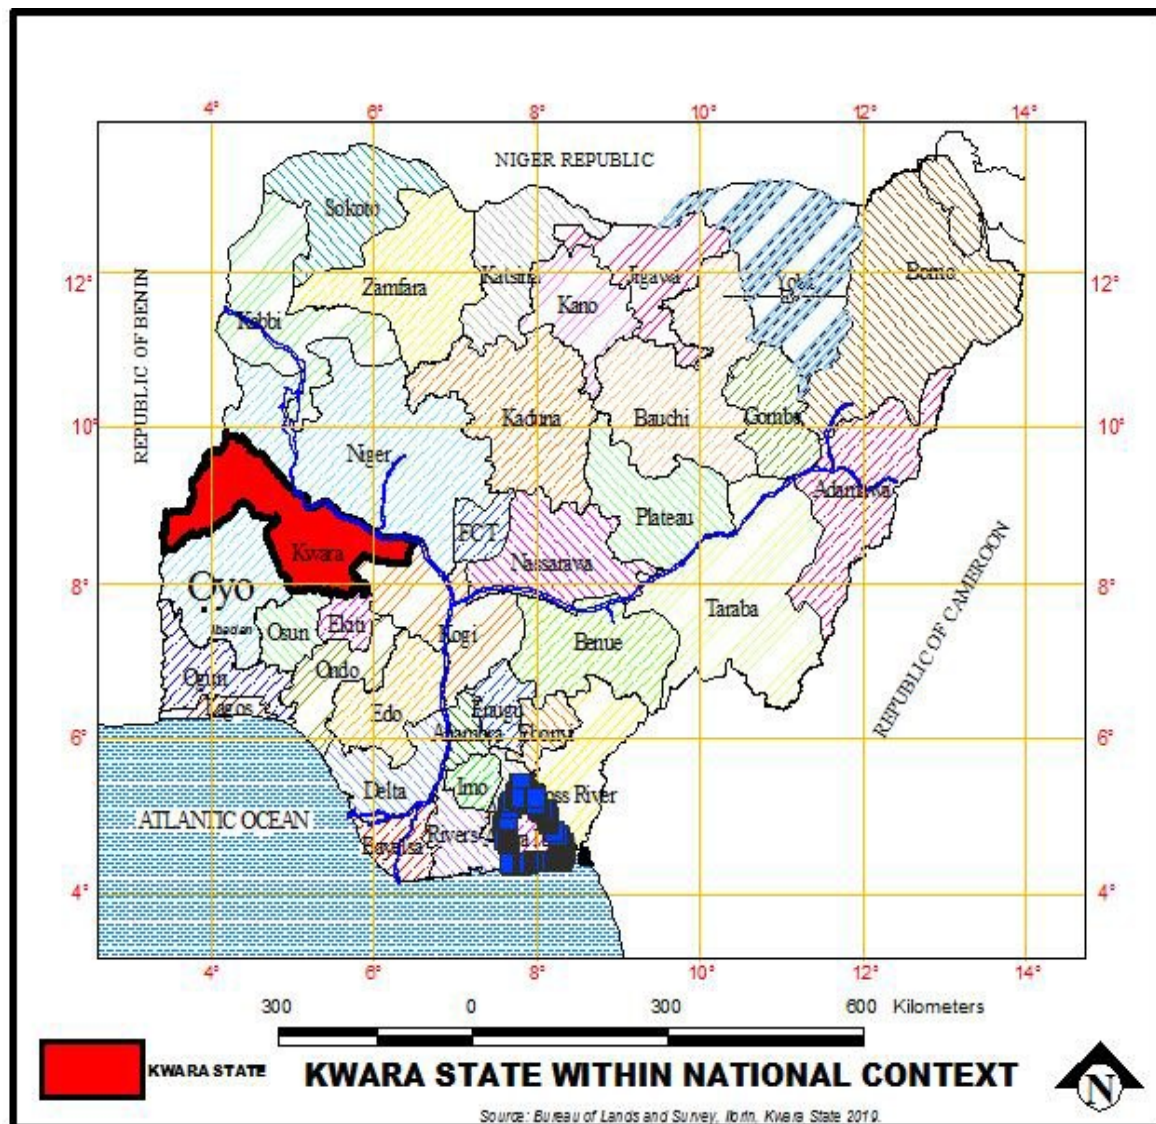 4° 6° 8° 10° 12° 14°
NIGER REPUBLIC
Sokoto
12° Zamfara Katsina Kano Jigawa Yobe Borno 12°
Kebbi
REPUBLIC OF BENIN
10° Kaduna Bauchi Gombe 10°
Niger
Adamawa
FCT Plateau
Kwara Nassarawa
8° Oyo Taraba 8°
Ibadan Osun Ekiti Kogi Benue
REPUBLIC OF CAMEROON
Ogun Ondo
Lagos Edo Enugu
6° Anambra Ebonyi 6°
Delta Imo oss River
ATLANTIC OCEAN
Bayelsa Rivers
4° 4°
4° 6° 8° 10° 12° 14°
300 0 300 600 Kilometers
KWARA STATE
KWARA STATE WITHIN NATIONAL CONTEXT
N
Source: Bureau of Lands and Survey, Ilorin, Kwara State 2019.